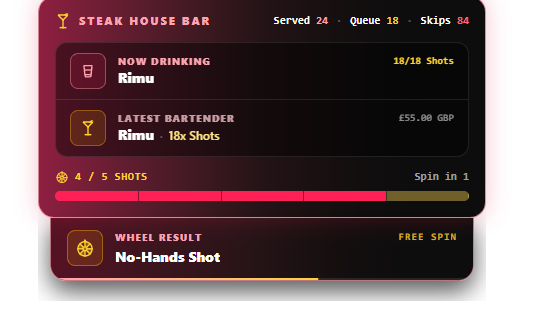 STEAK HOUSE BAR
Served 24 · Queue 18 · Skips 84
NOW DRINKING
18/18 Shots
Rimu
LATEST BARTENDER
£55.00 GBP
Rimu · 18x Shots
4 / 5 SHOTS
Spin in 1
WHEEL RESULT
FREE SPIN
No-Hands Shot